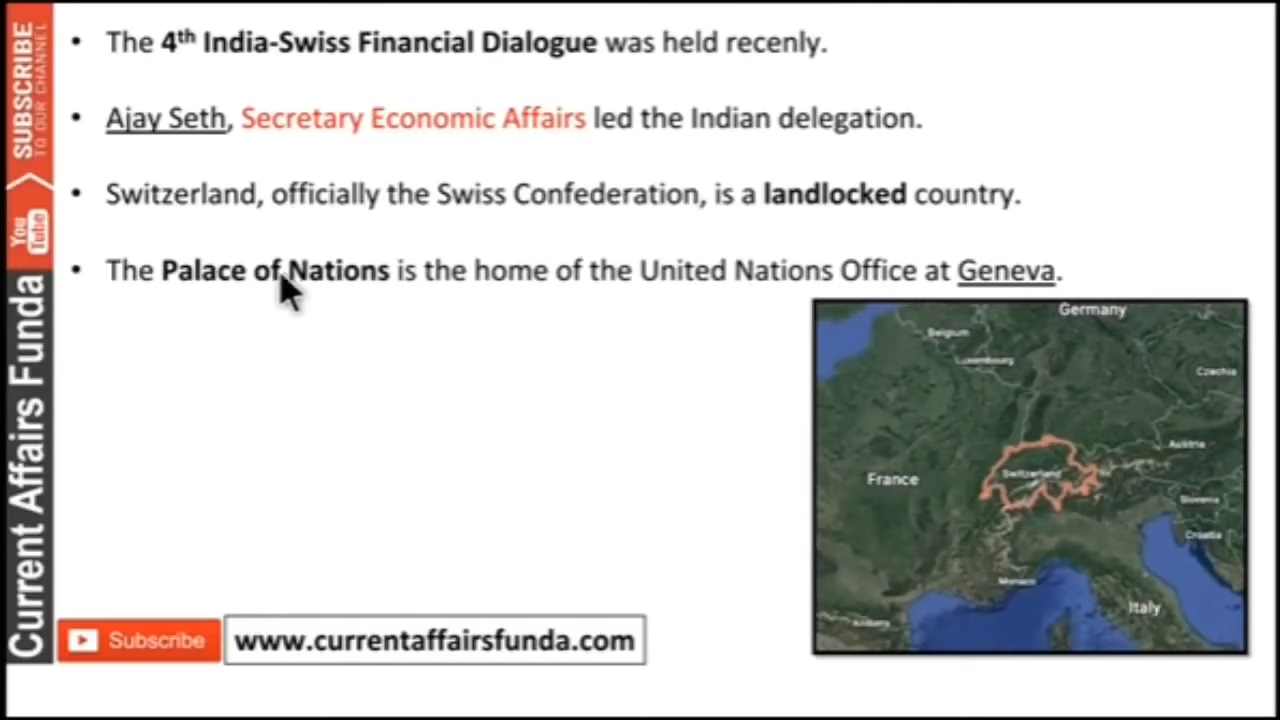 The 4th India-Swiss Financial Dialogue was held recenly.
Ajay Seth, Secretary Economic Affairs led the Indian delegation.
Switzerland, officially the Swiss Confederation, is a landlocked country.
The Palace of Nations is the home of the United Nations Office at Geneva.
SUBSCRIBE
TO OUR CHANNEL
You
Tube
Current Affairs Funda
Germany
Belgium
Luxembourg
Czechia
Austria
Switzerland
France
Slovenia
Croatia
Monaco
Italy
Andorra
Subscribe
www.currentaffairsfunda.com